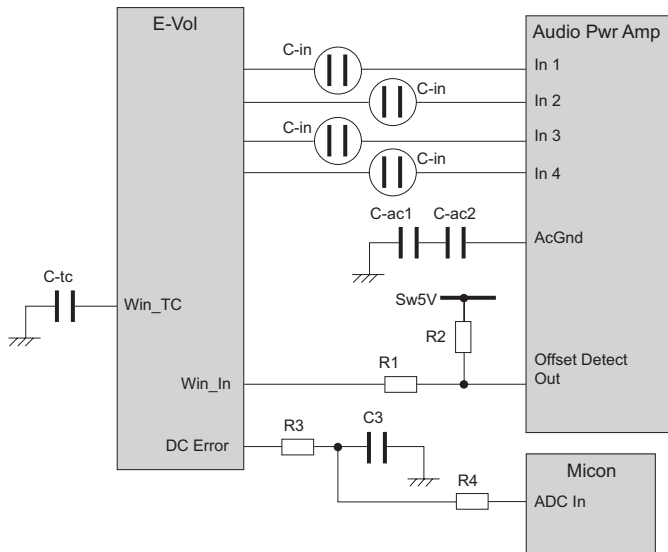 E-Vol
Audio Pwr Amp
C-in
In 1
C-in
In 2
C-in
In 3
C-in
In 4
C-ac1
C-ac2
AcGnd
C-tc
Win_TC
Sw5V
R2
R1
Offset Detect
Out
Win_In
R3
C3
DC Error
Micon
R4
ADC In